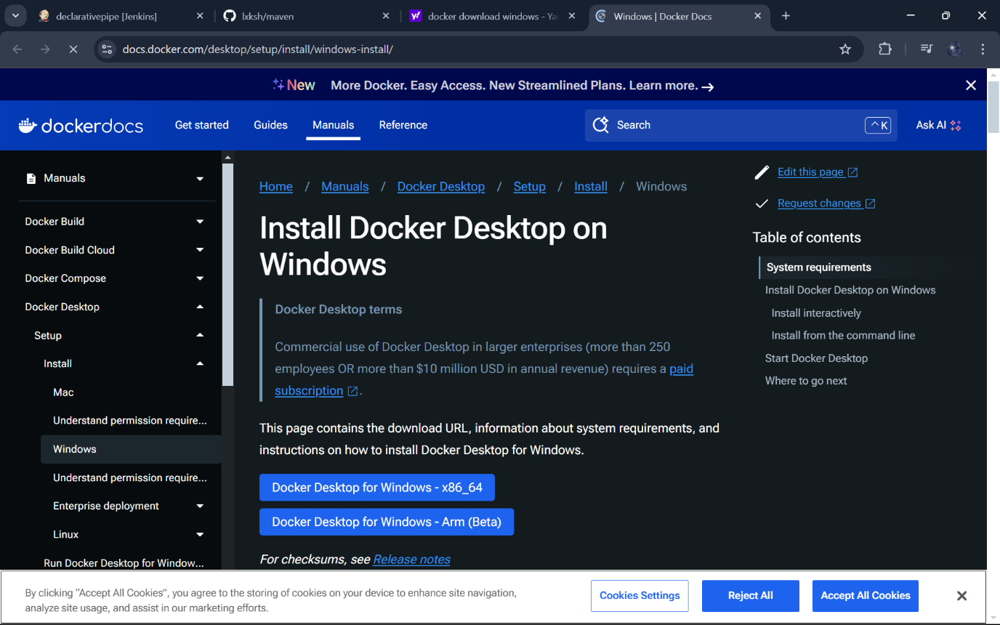 declarativepipe [Jenkins]
lxksh/maven
docker download windows - Ya
Windows | Docker Docs
docs.docker.com/desktop/setup/install/windows-install/
New More Docker. Easy Access. New Streamlined Plans. Learn more. →
dockerdocs
Get started
Guides
Manuals
Reference
Search
^ K
Ask AI
Manuals
Docker Build
Docker Build Cloud
Docker Compose
Docker Desktop
Setup
Install
Mac
Understand permission require...
Windows
Understand permission require...
Enterprise deployment
Linux
Run Docker Desktop for Window...
Home / Manuals / Docker Desktop / Setup / Install / Windows
Install Docker Desktop on
Windows
Docker Desktop terms
Commercial use of Docker Desktop in larger enterprises (more than 250
employees OR more than $10 million USD in annual revenue) requires a paid
subscription .
This page contains the download URL, information about system requirements, and
instructions on how to install Docker Desktop for Windows.
Docker Desktop for Windows - x86_64
Docker Desktop for Windows - Arm (Beta)
For checksums, see Release notes
Edit this page
Request changes
Table of contents
System requirements
Install Docker Desktop on Windows
Install interactively
Install from the command line
Start Docker Desktop
Where to go next
By clicking “Accept All Cookies”, you agree to the storing of cookies on your device to enhance site navigation,
analyze site usage, and assist in our marketing efforts.
Cookies Settings
Reject All
Accept All Cookies